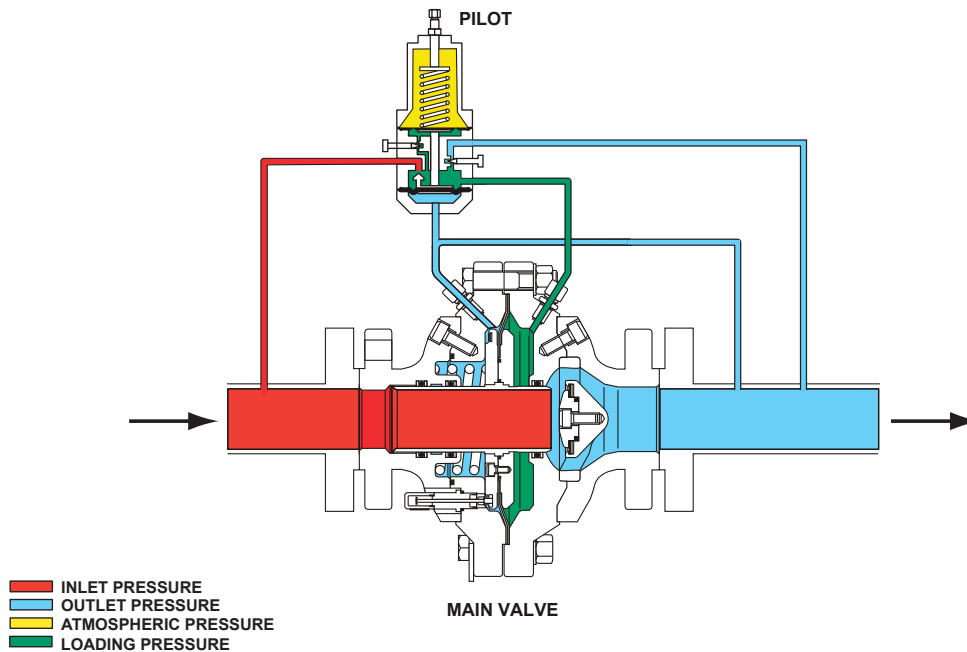 PILOT
MAIN VALVE
INLET PRESSURE
OUTLET PRESSURE
ATMOSPHERIC PRESSURE
LOADING PRESSURE